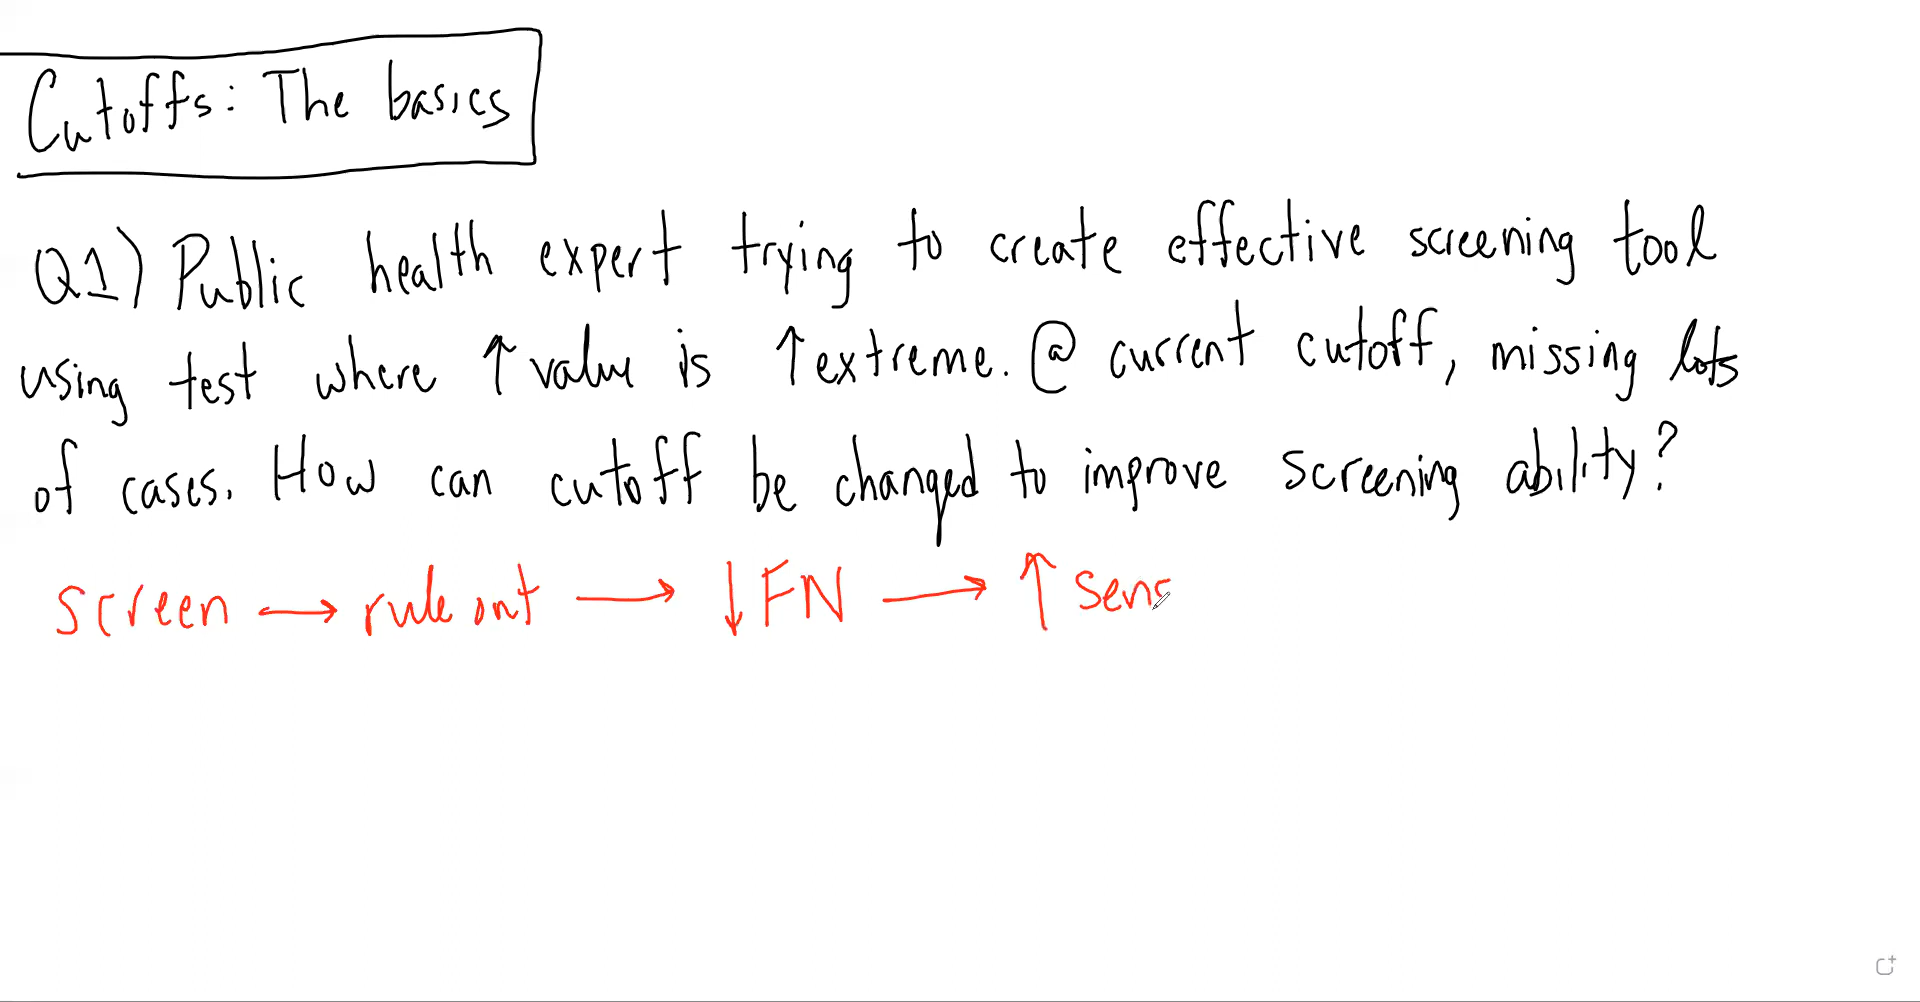 Cutoffs: The basics
Q1) Public health expert trying to create effective screening tool
using test where ↑ value is ↑ extreme. @ current cutoff, missing lots
of cases. How can cutoff be changed to improve screening ability?
screen → rule out → ↓ FN → ↑ sens